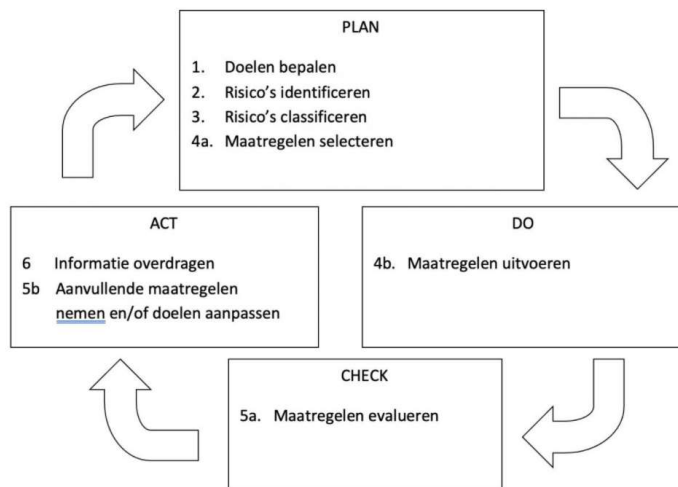 PLAN
1. Doelen bepalen
2. Risico's identificeren
3. Risico's classificeren
4a. Maatregelen selecteren
DO
4b. Maatregelen uitvoeren
CHECK
5a. Maatregelen evalueren
ACT
6 Informatie overdragen
5b Aanvullende maatregelen
nemen en/of doelen aanpassen